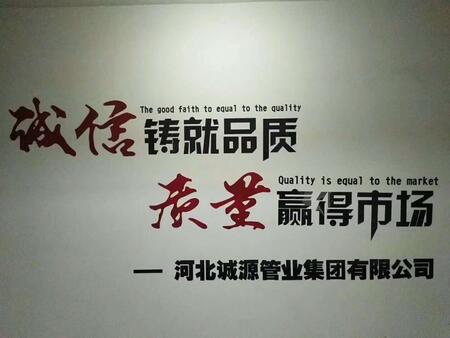 The good faith to equal to the quality
诚信铸就品质
Quality is equal to the market
质量赢得市场
— 河北诚源管业集团有限公司